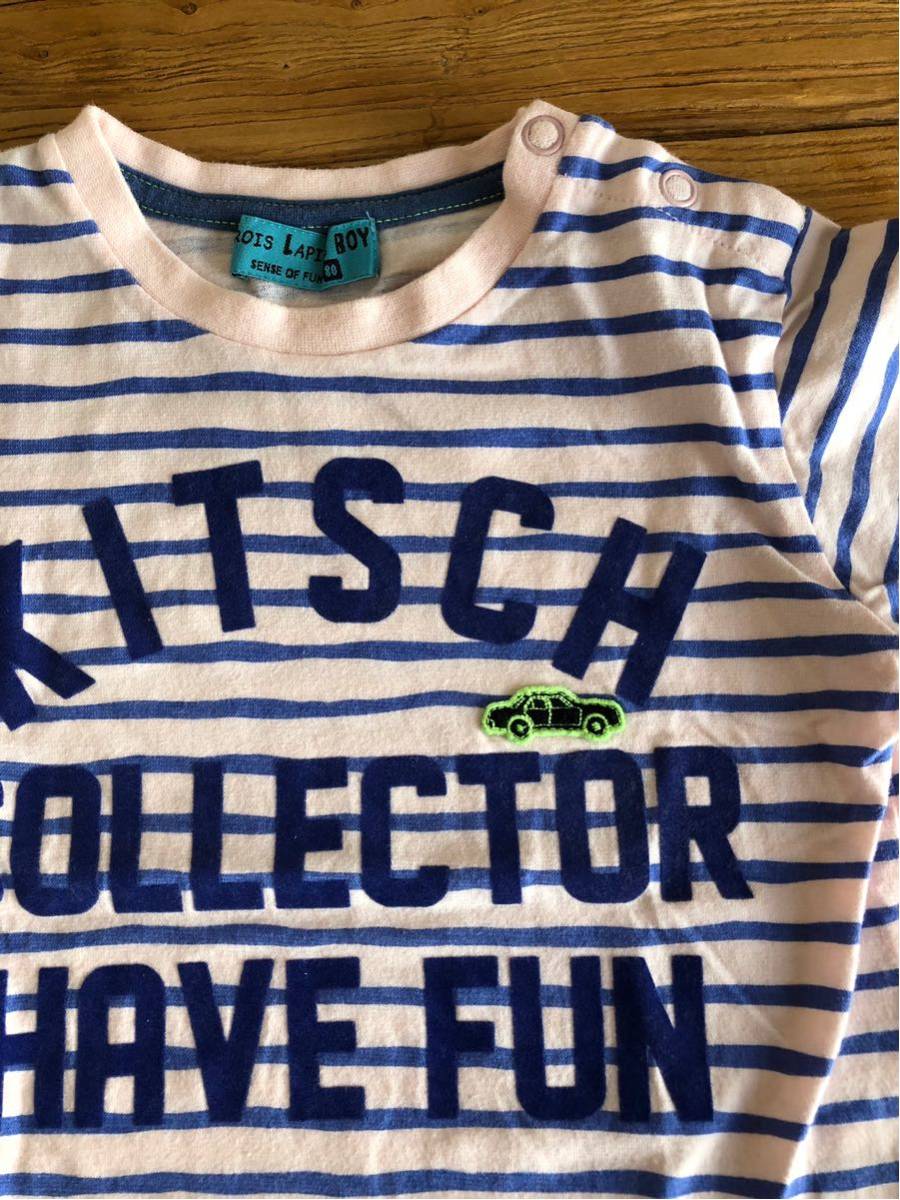 ROIS LAPI BOY
SENSE OF FUN 80
KITSCH
COLLECTOR
HAVE FUN